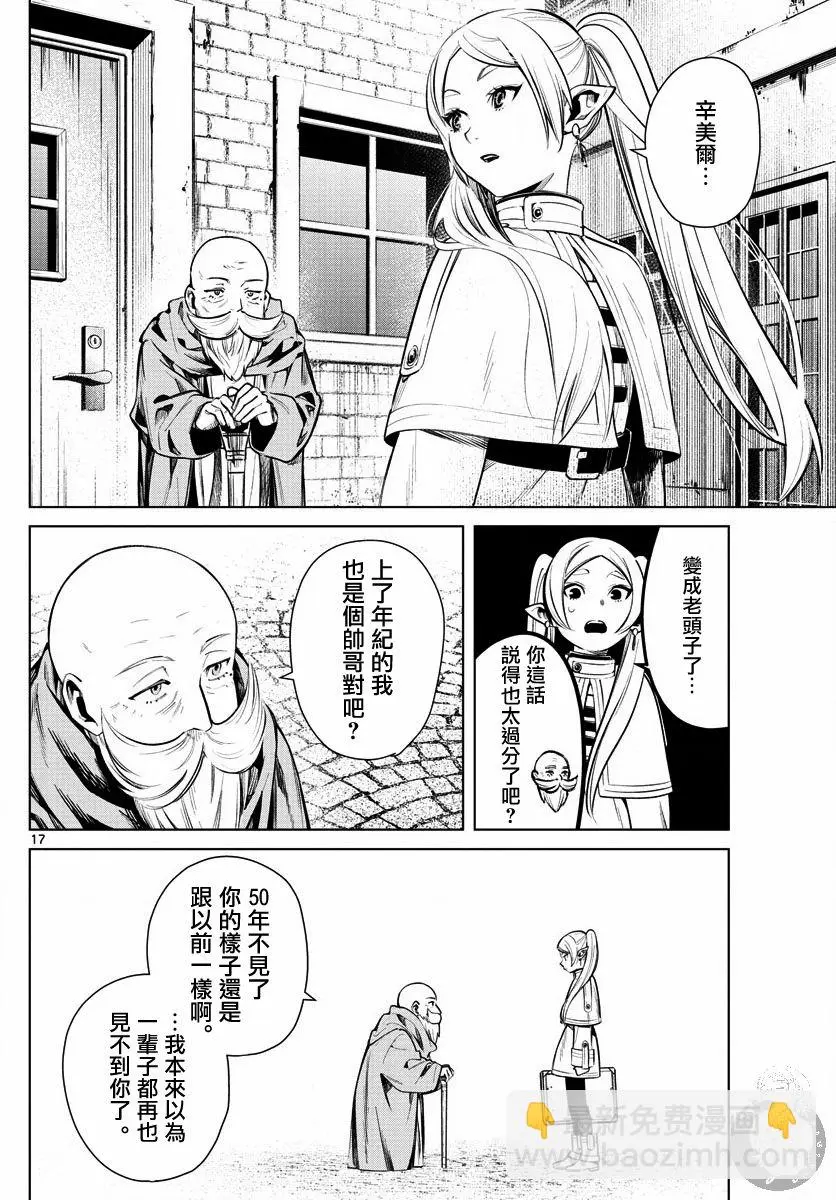 辛美爾…
變成老頭子了…
你這話
說得也太過分了吧？
上了年紀的我
也是個帥哥對吧？
17
50年不見了
你的樣子還是
跟以前一樣啊。
…我本來以為
一輩子都再也
見不到你了。
最新免费漫画
www.baozimh.com